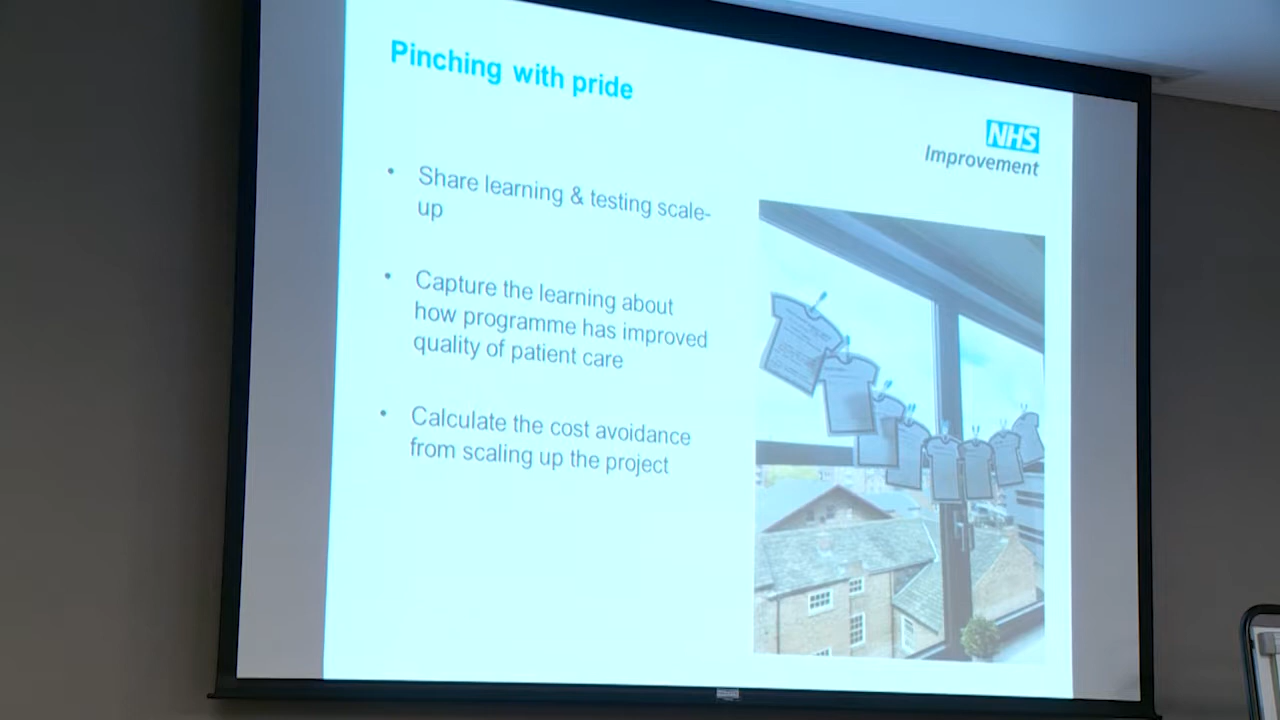 Pinching with pride
NHS
Improvement
• Share learning & testing scale-
up
• Capture the learning about
how programme has improved
quality of patient care
• Calculate the cost avoidance
from scaling up the project